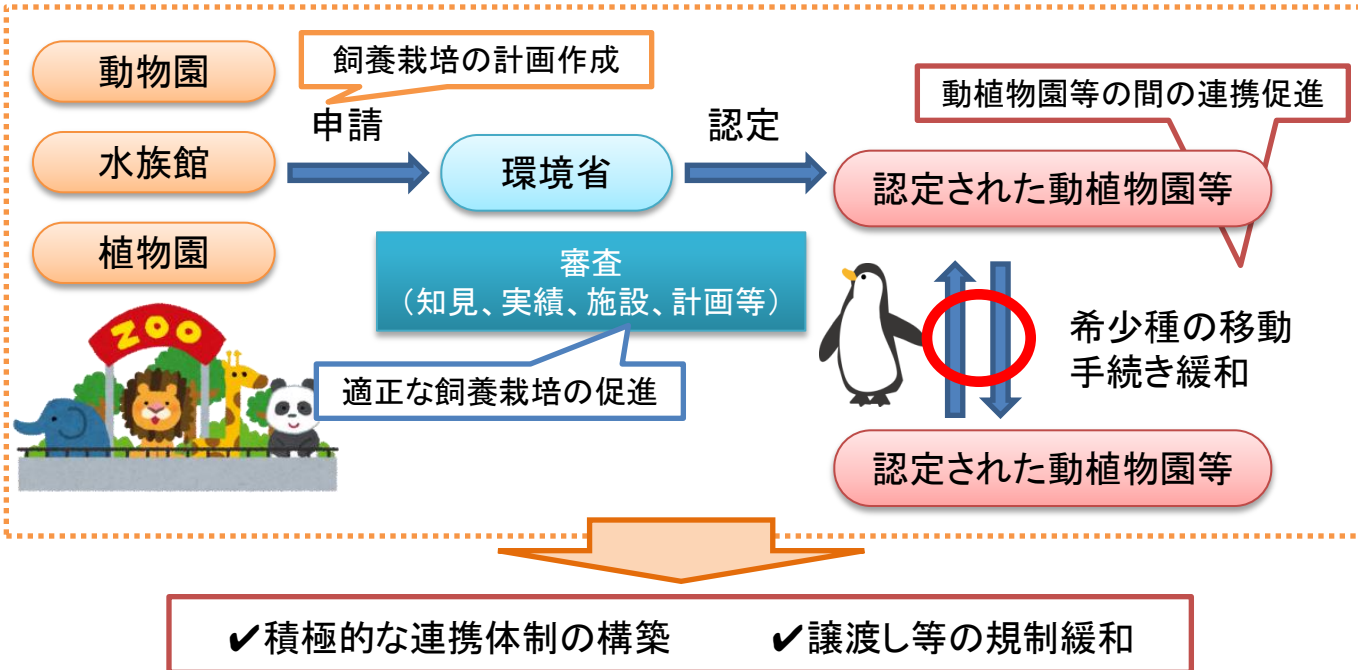 動物園
水族館
植物園
飼養栽培の計画作成
申請
環境省
認定
審査
（知見、実績、施設、計画等）
適正な飼養栽培の促進
ZOO
動植物園等の間の連携促進
認定された動植物園等
希少種の移動
手続き緩和
認定された動植物園等
✔積極的な連携体制の構築
✔譲渡し等の規制緩和